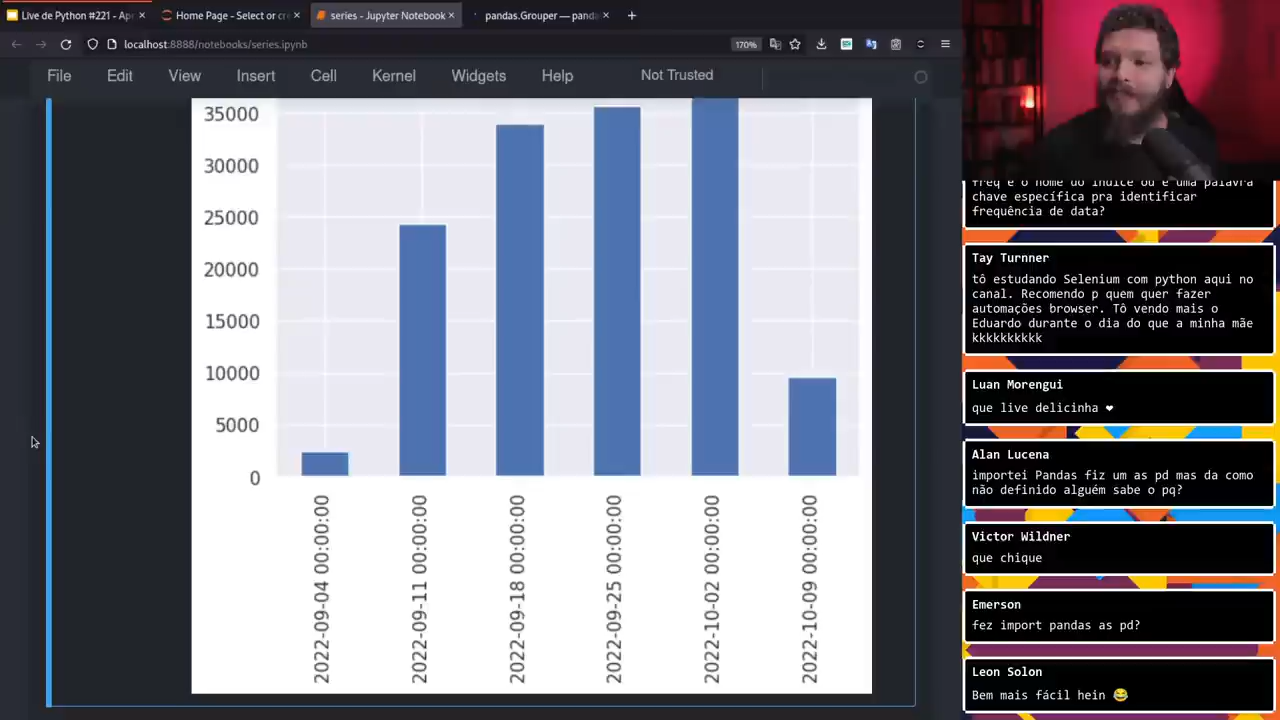 Live de Python #221 - Ap
Home Page - Select or cre
series - Jupyter Notebook
pandas.Grouper — pand
localhost:8888/notebooks/series.ipynb
170%
File Edit View Insert Cell Kernel Widgets Help Not Trusted
35000
30000
25000
20000
15000
10000
5000
0
2022-09-04 00:00:00
2022-09-11 00:00:00
2022-09-18 00:00:00
2022-09-25 00:00:00
2022-10-02 00:00:00
2022-10-09 00:00:00
freq é o nome do índice ou é uma palavra
chave específica pra identificar
frequência de data?
Tay Turnner
tô estudando Selenium com python aqui no
canal. Recomendo p quem quer fazer
automações browser. Tô vendo mais o
Eduardo durante o dia do que a minha mãe
kkkkkkkkkk
Luan Morengui
que live delicinha ❤
Alan Lucena
importei Pandas fiz um as pd mas da como
não definido alguém sabe o pq?
Victor Wildner
que chique
Emerson
fez import pandas as pd?
Leon Solon
Bem mais fácil hein 😂